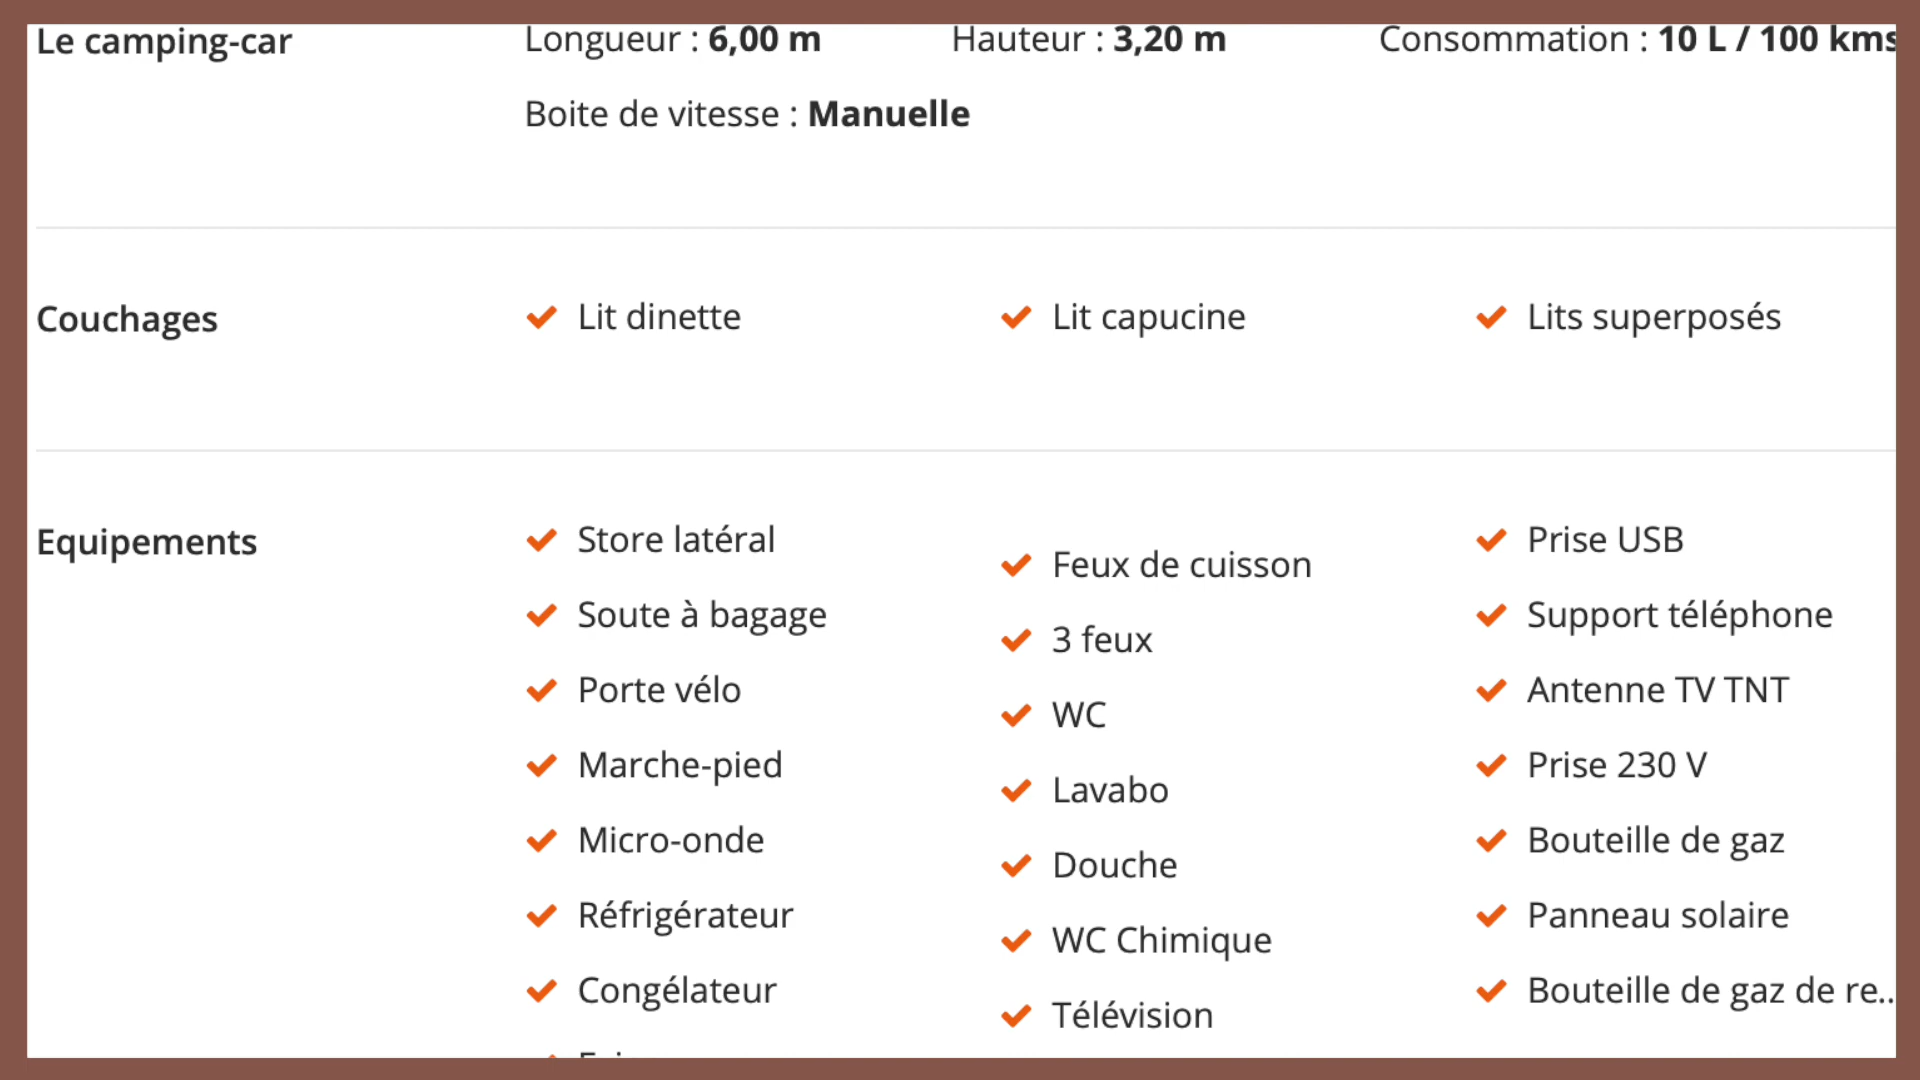 Le camping-car
Longueur : 6,00 m
Hauteur : 3,20 m
Consommation : 10 L / 100 kms
Boite de vitesse : Manuelle
Couchages
Lit dinette
Lit capucine
Lits superposés
Equipements
Store latéral
Soute à bagage
Porte vélo
Marche-pied
Micro-onde
Réfrigérateur
Congélateur
Feux de cuisson
3 feux
WC
Lavabo
Douche
WC Chimique
Télévision
Prise USB
Support téléphone
Antenne TV TNT
Prise 230 V
Bouteille de gaz
Panneau solaire
Bouteille de gaz de re...